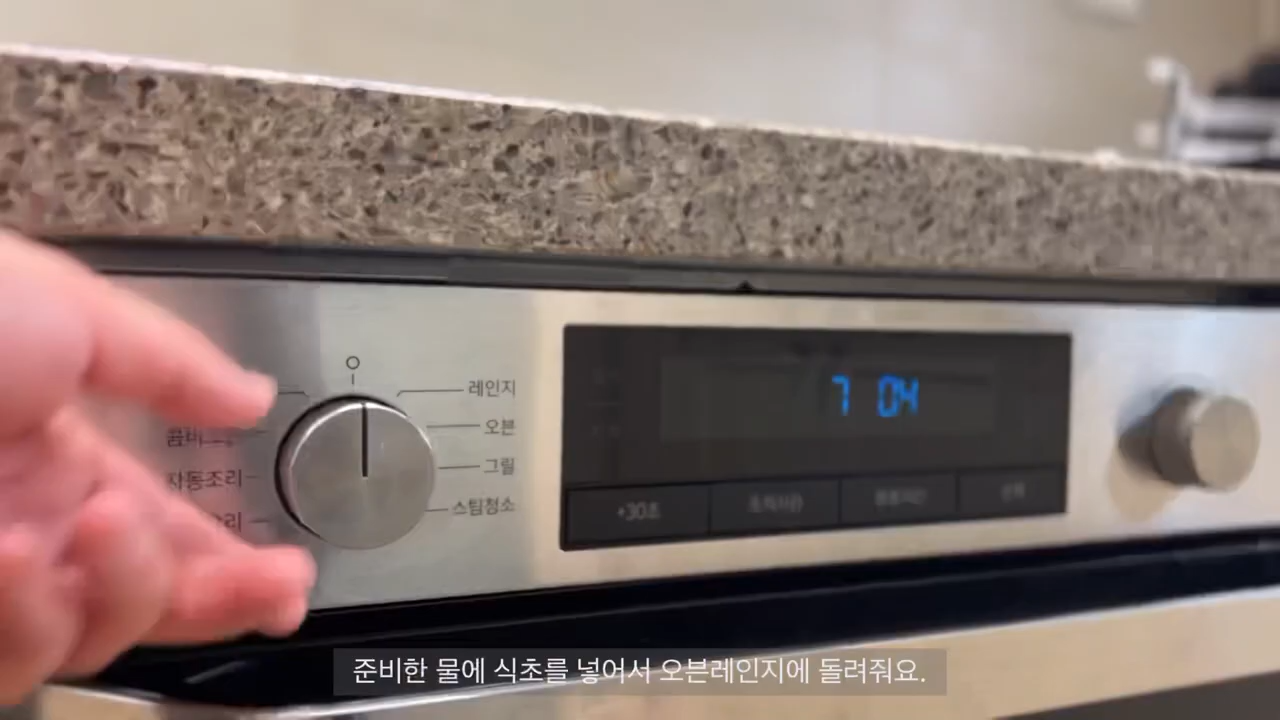 레인지
오븐
그릴
스팀청소
자동조리
7 04
+30초
준비한 물에 식초를 넣어서 오븐레인지에 돌려줘요.